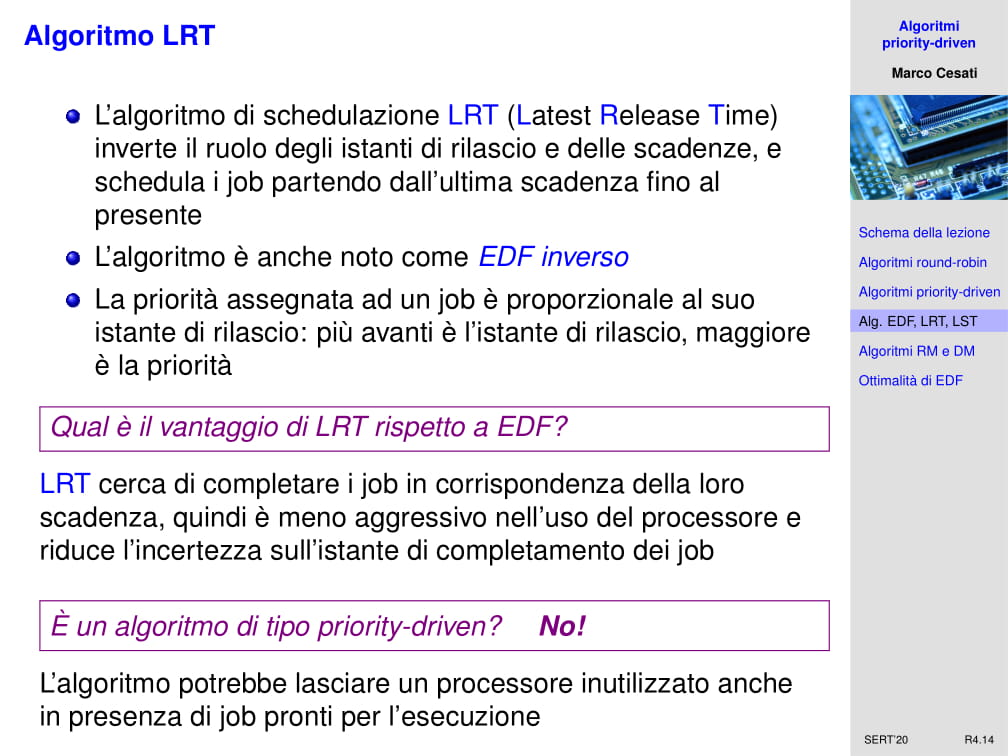 Algoritmo LRT
L'algoritmo di schedulazione LRT (Latest Release Time)
inverte il ruolo degli istanti di rilascio e delle scadenze, e
schedula i job partendo dall'ultima scadenza fino al
presente
L'algoritmo è anche noto come EDF inverso
La priorità assegnata ad un job è proporzionale al suo
istante di rilascio: più avanti è l'istante di rilascio, maggiore
è la priorità
Qual è il vantaggio di LRT rispetto a EDF?
LRT cerca di completare i job in corrispondenza della loro
scadenza, quindi è meno aggressivo nell'uso del processore e
riduce l'incertezza sull'istante di completamento dei job
È un algoritmo di tipo priority-driven? No!
L'algoritmo potrebbe lasciare un processore inutilizzato anche
in presenza di job pronti per l'esecuzione
Algoritmi
priority-driven
Marco Cesati
Schema della lezione
Algoritmi round-robin
Algoritmi priority-driven
Alg. EDF, LRT, LST
Algoritmi RM e DM
Ottimalità di EDF
SERT'20 R4.14